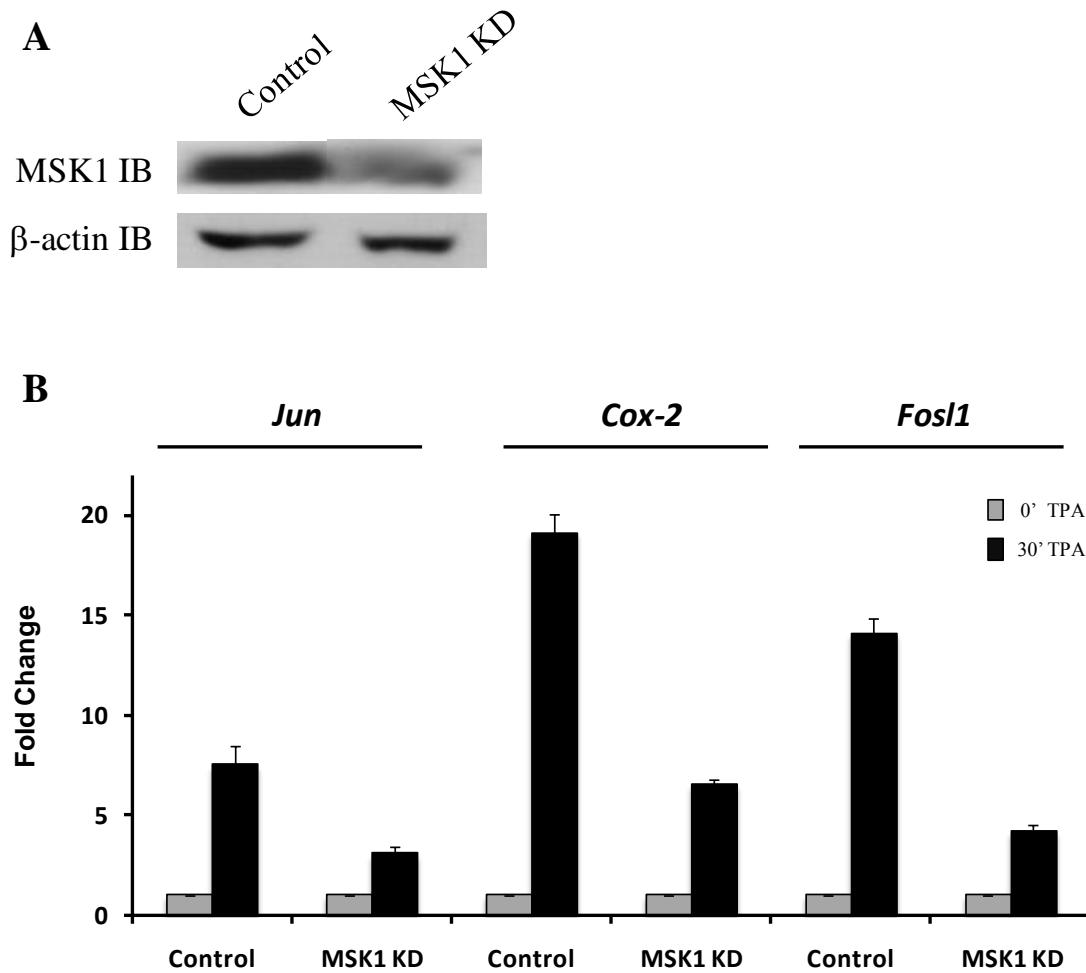 A
Control MSK1 KD
MSK1 IB
β-actin IB
B
Jun Cox-2 Fosl1
0’ TPA
30’ TPA
20
15
10
5
0
Fold Change
Control MSK1 KD Control MSK1 KD Control MSK1 KD